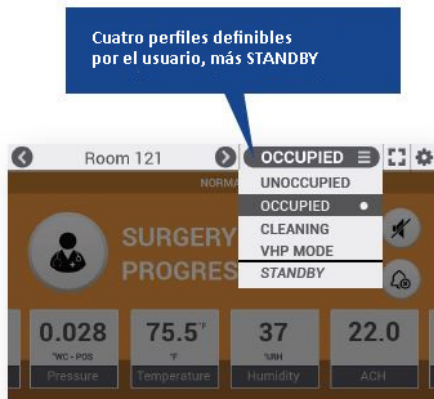 Cuatro perfiles definibles
por el usuario, más STANDBY
Room 121
OCCUPIED
NORMA
UNOCCUPIED
OCCUPIED
CLEANING
VHP MODE
STANDBY
SURGERY
PROGRES
0.028
"WC - POS
Pressure
75.5°F
°F
Temperature
37
%RH
Humidity
22.0
ACH